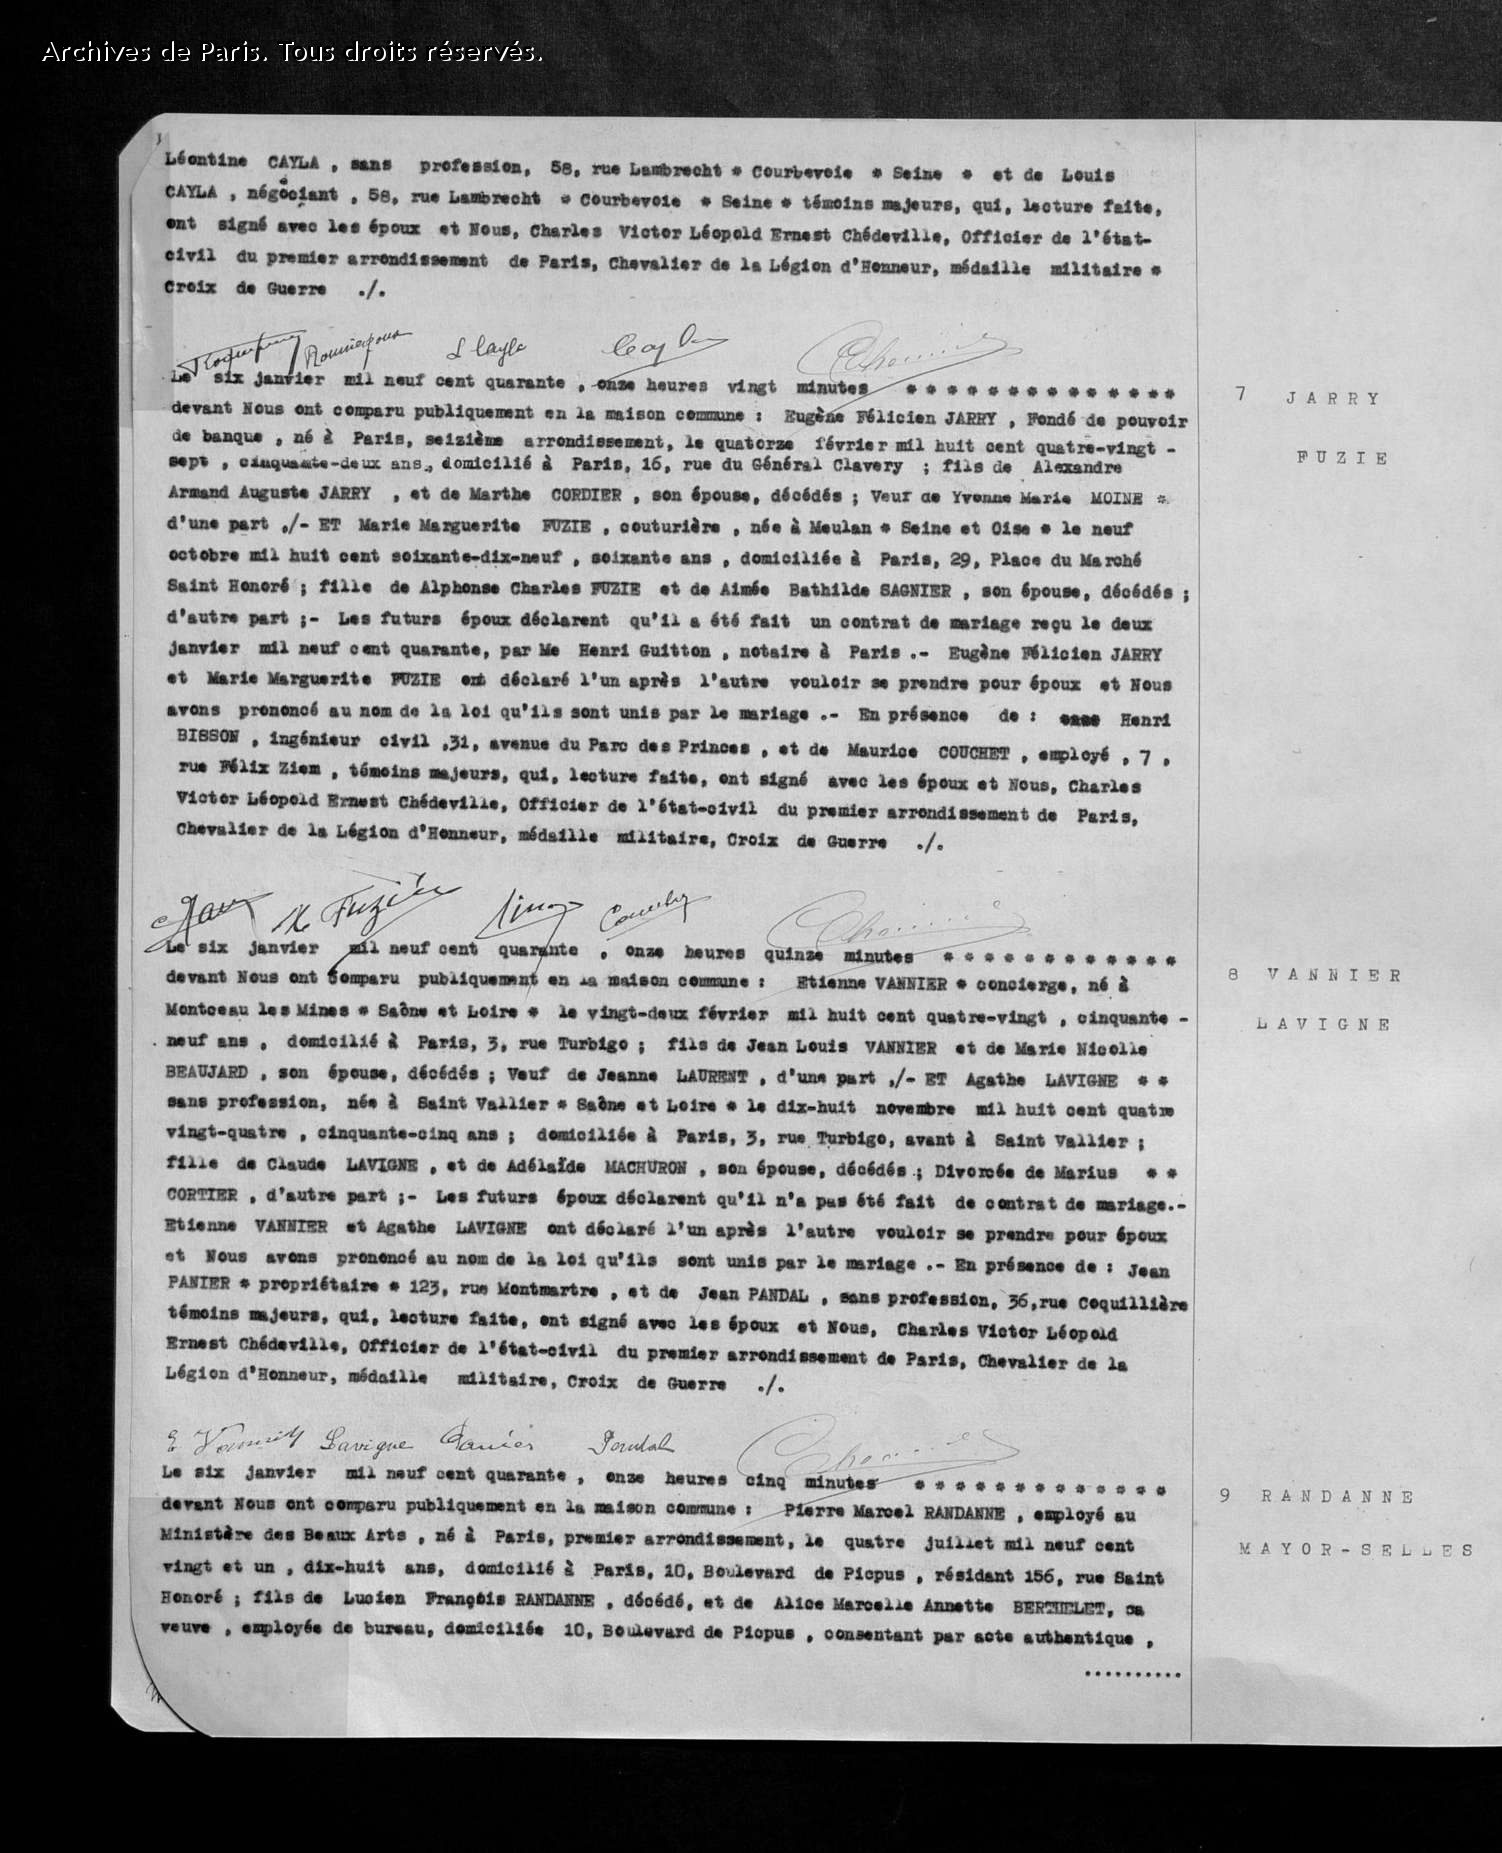 Archives de Paris. Tous droits réservés.
Léontine CAYLA , sans profession, 58, rue Lambrecht * Courbevoie * Seine * et de Louis
CAYLA , négociant , 58, rue Lambrecht * Courbevoie * Seine * témoins majeurs, qui, lecture faite,
ont signé avec les époux et Nous, Charles Victor Léopold Ernest Chédeville, Officier de l'état-
civil du premier arrondissement de Paris, Chevalier de la Légion d'Honneur, médaille militaire *
Croix de Guerre ./.
L Cayla Cayla
Le six janvier mil neuf cent quarante , onze heures vingt minutes * * * * * * * * * * * * * *
devant Nous ont comparu publiquement en la maison commune : Eugène Félicien JARRY , Fondé de pouvoir
de banque , né à Paris, seizième arrondissement, le quatorze février mil huit cent quatre-vingt -
sept , cinquante-deux ans, domicilié à Paris, 16, rue du Général Clavery ; fils de Alexandre
Armand Auguste JARRY , et de Marthe CORDIER , son épouse, décédés ; Veuf de Yvonne Marie MOINE *
d'une part ,/- ET Marie Marguerite FUZIE , couturière , née à Meulan * Seine et Oise * le neuf
octobre mil huit cent soixante-dix-neuf , soixante ans , domiciliée à Paris, 29, Place du Marché
Saint Honoré ; fille de Alphonse Charles FUZIE et de Aimée Bathilde SAGNIER , son épouse, décédés ;
d'autre part ;- Les futurs époux déclarent qu'il a été fait un contrat de mariage reçu le deux
janvier mil neuf cent quarante, par Me Henri Guitton , notaire à Paris .- Eugène Félicien JARRY
et Marie Marguerite FUZIE ont déclaré l'un après l'autre vouloir se prendre pour époux et Nous
avons prononcé au nom de la loi qu'ils sont unis par le mariage .- En présence de : Henri
BISSON , ingénieur civil ,31, avenue du Parc des Princes , et de Maurice COUCHET , employé , 7 ,
rue Félix Ziem , témoins majeurs, qui, lecture faite, ont signé avec les époux et Nous, Charles
Victor Léopold Ernest Chédeville, Officier de l'état-civil du premier arrondissement de Paris,
Chevalier de la Légion d'Honneur, médaille militaire, Croix de Guerre ./.
Fuzié
Le six janvier mil neuf cent quarante , onze heures quinze minutes * * * * * * * * * * * *
devant Nous ont comparu publiquement en la maison commune : Etienne VANNIER * concierge, né à
Montceau les Mines * Saône et Loire * le vingt-deux février mil huit cent quatre-vingt , cinquante -
neuf ans , domicilié à Paris, 3, rue Turbigo ; fils de Jean Louis VANNIER et de Marie Nicolle
BEAUJARD , son épouse, décédés ; Veuf de Jeanne LAURENT , d'une part ,/- ET Agathe LAVIGNE * *
sans profession, née à Saint Vallier * Saône et Loire * le dix-huit novembre mil huit cent quatre
vingt-quatre , cinquante-cinq ans ; domiciliée à Paris, 3, rue Turbigo, avant à Saint Vallier ;
fille de Claude LAVIGNE , et de Adélaïde MACHURON , son épouse, décédés ; Divorcée de Marius * *
CORTIER , d'autre part ;- Les futurs époux déclarent qu'il n'a pas été fait de contrat de mariage.-
Etienne VANNIER et Agathe LAVIGNE ont déclaré l'un après l'autre vouloir se prendre pour époux
et Nous avons prononcé au nom de la loi qu'ils sont unis par le mariage .- En présence de : Jean
PANIER * propriétaire * 123, rue Montmartre , et de Jean PANDAL , sans profession, 36,rue Coquillière
témoins majeurs, qui, lecture faite, ont signé avec les époux et Nous, Charles Victor Léopold
Ernest Chédeville, Officier de l'état-civil du premier arrondissement de Paris, Chevalier de la
Légion d'Honneur, médaille militaire, Croix de Guerre ./.
E Vannier Lavigne Panier Pandal
Le six janvier mil neuf cent quarante , onze heures cinq minutes * * * * * * * * * * * * *
devant Nous ont comparu publiquement en la maison commune : Pierre Marcel RANDANNE , employé au
Ministère des Beaux Arts , né à Paris, premier arrondissement, le quatre juillet mil neuf cent
vingt et un , dix-huit ans, domicilié à Paris, 10, Boulevard de Picpus , résidant 156, rue Saint
Honoré ; fils de Lucien François RANDANNE , décédé, et de Alice Marcelle Annette BERTHELET, sa
veuve , employée de bureau, domiciliée 10, Boulevard de Picpus , consentant par acte authentique ,
..........
7 JARRY
FUZIE
8 VANNIER
LAVIGNE
9 RANDANNE
MAYOR-SELLES